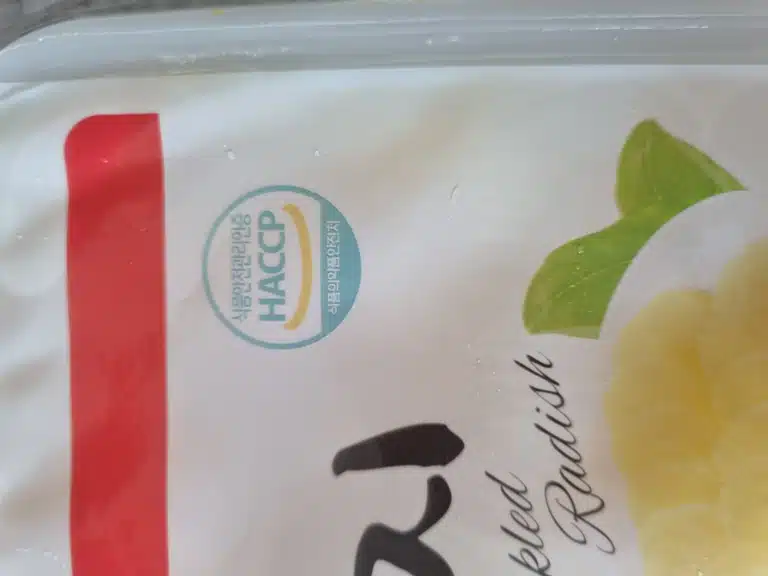 식품안전관리인증
HACCP
식품의약품안전처
지
kled
Radish